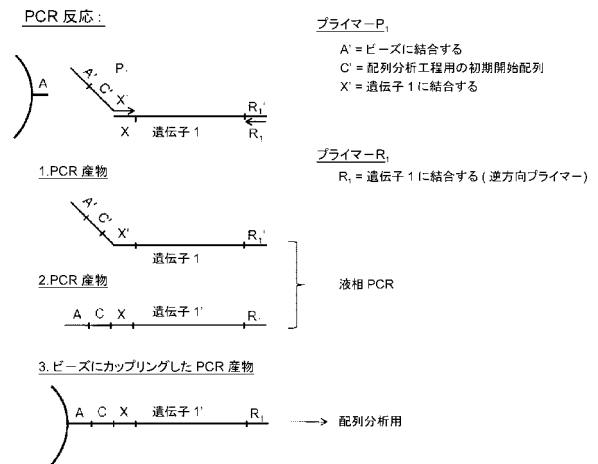 PCR 反応 :
プライマーP₁
A' = ビーズに結合する
C' = 配列分析工程用の初期開始配列
X' = 遺伝子 1 に結合する
A
A' C' X'
R₁'
X 遺伝子 1 R₁
プライマーR₁
R₁ = 遺伝子 1 に結合する ( 逆方向プライマー)
1.PCR 産物
A' C' X' R₁'
遺伝子 1
液相 PCR
2.PCR 産物
A C X 遺伝子 1'
3. ビーズにカップリングした PCR 産物
A C X 遺伝子 1' R₁
配列分析用